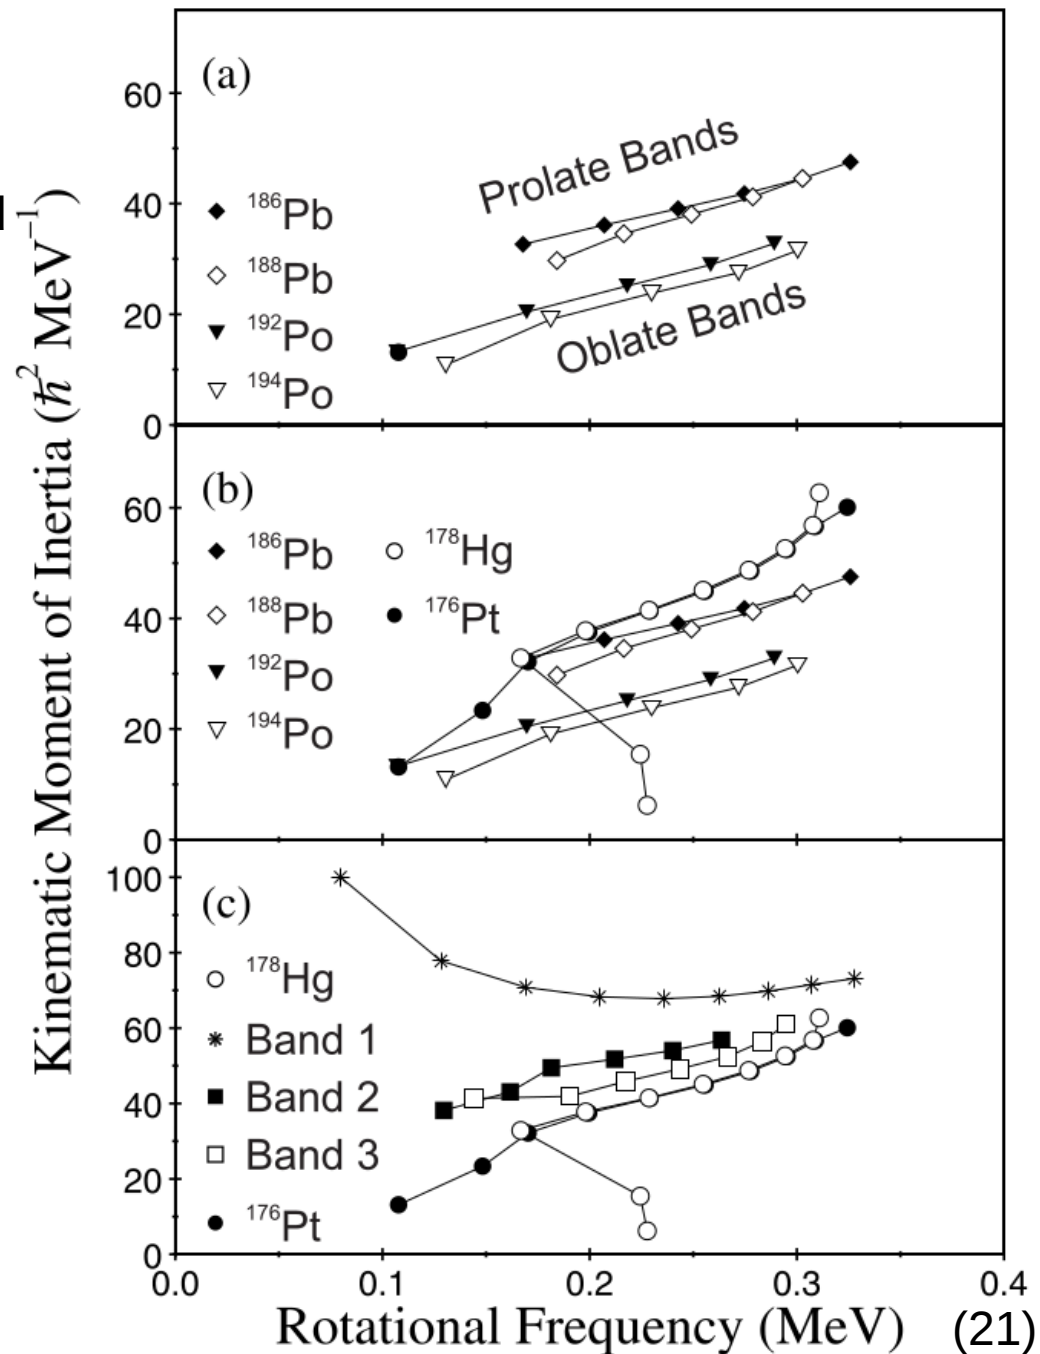 Kinematic Moment of Inertia (ħ² MeV⁻¹)
(a)
60
40
20
0
Prolate Bands
Oblate Bands
¹⁸⁶Pb
¹⁸⁸Pb
¹⁹²Po
¹⁹⁴Po
(b)
60
40
20
0
¹⁸⁶Pb
¹⁸⁸Pb
¹⁹²Po
¹⁹⁴Po
¹⁷⁸Hg
¹⁷⁶Pt
(c)
100
80
60
40
20
0
¹⁷⁸Hg
Band 1
Band 2
Band 3
¹⁷⁶Pt
0.0 0.1 0.2 0.3 0.4
Rotational Frequency (MeV)
(21)